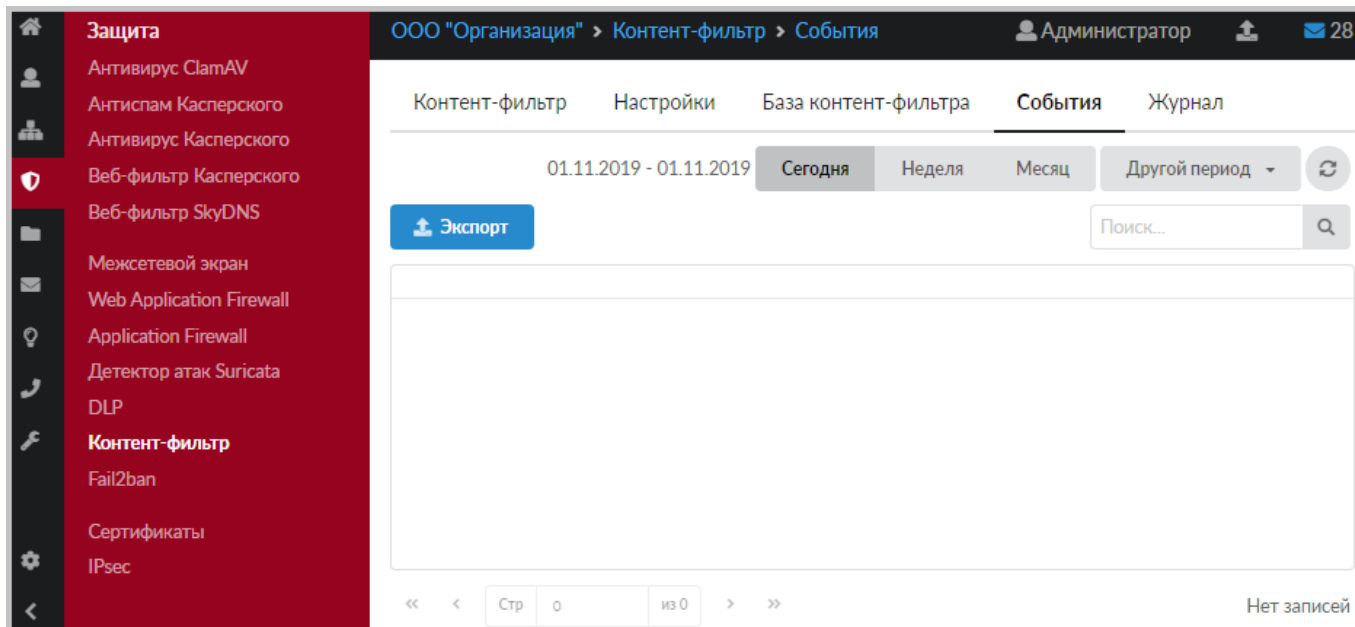 Защита
Антивирус ClamAV
Антиспам Касперского
Антивирус Касперского
Веб-фильтр Касперского
Веб-фильтр SkyDNS
Межсетевой экран
Web Application Firewall
Application Firewall
Детектор атак Suricata
DLP
Контент-фильтр
Fail2ban
Сертификаты
IPsec
ООО "Организация" > Контент-фильтр > События Администратор 28
Контент-фильтр Настройки База контент-фильтра События Журнал
01.11.2019 - 01.11.2019 Сегодня Неделя Месяц Другой период
Экспорт Поиск...
Стр 0 из 0 Нет записей